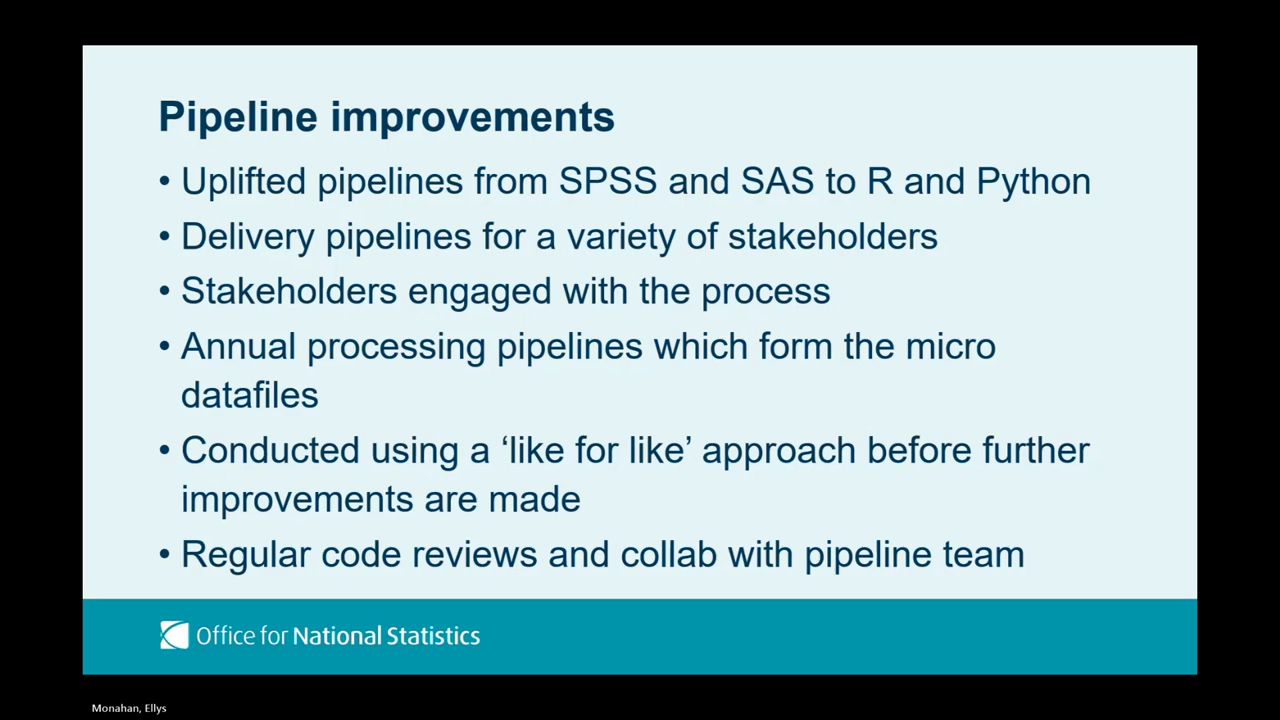 Pipeline improvements
• Uplifted pipelines from SPSS and SAS to R and Python
• Delivery pipelines for a variety of stakeholders
• Stakeholders engaged with the process
• Annual processing pipelines which form the micro
datafiles
• Conducted using a ‘like for like’ approach before further
improvements are made
• Regular code reviews and collab with pipeline team
Office for National Statistics
Monahan, Ellys